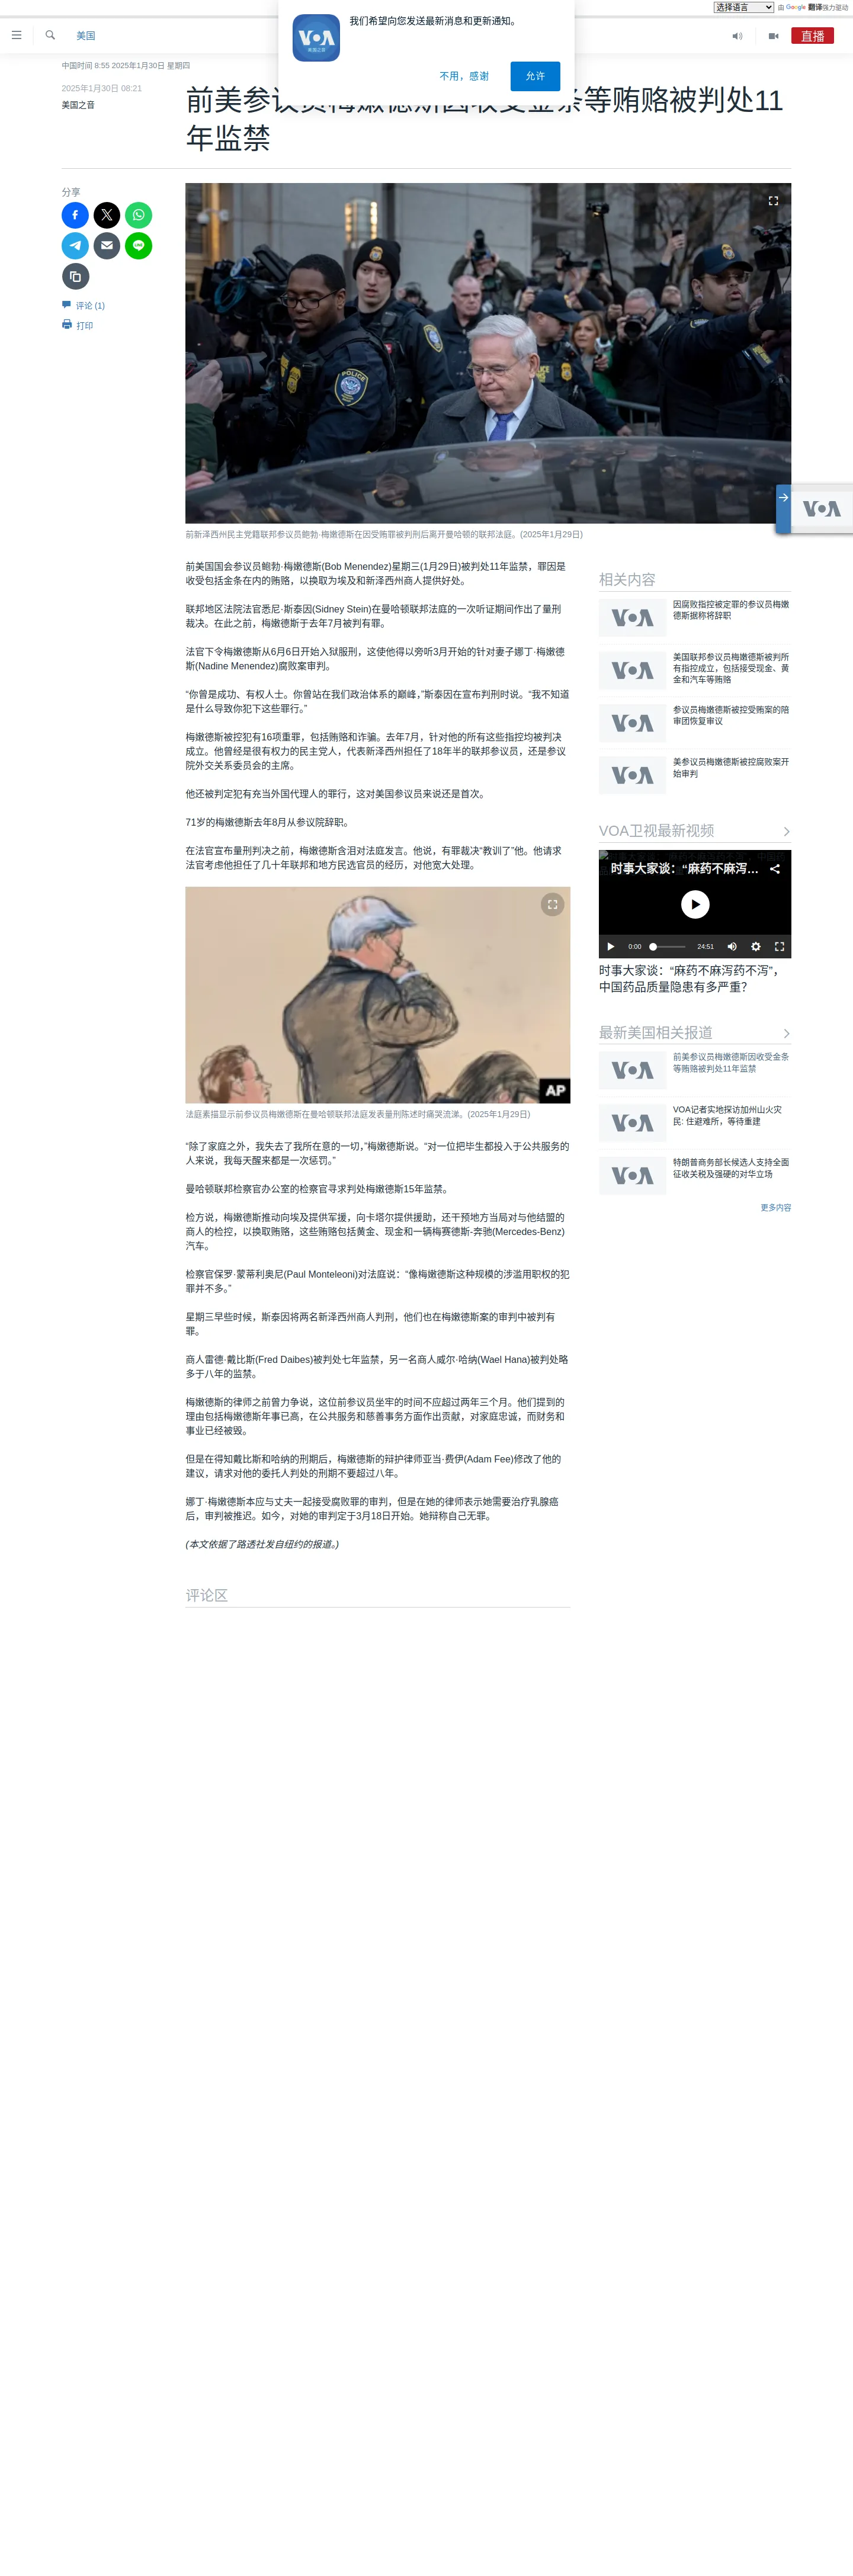 选择语言 由 Google 翻译强力驱动
我们希望向您发送最新消息和更新通知。
不用，感谢 允许
美国
直播
中国时间 8:55 2025年1月30日 星期四
2025年1月30日 08:21
美国之音
等贿赂被判处11
年监禁
分享
评论 (1)
打印
POLICE
前新泽西州民主党籍联邦参议员鲍勃·梅嫩德斯在因受贿罪被判刑后离开曼哈顿的联邦法庭。(2025年1月29日)
VOA
前美国国会参议员鲍勃·梅嫩德斯(Bob Menendez)星期三(1月29日)被判处11年监禁，罪因是
收受包括金条在内的贿赂，以换取为埃及和新泽西州商人提供好处。
联邦地区法院法官悉尼·斯泰因(Sidney Stein)在曼哈顿联邦法庭的一次听证期间作出了量刑
裁决。在此之前，梅嫩德斯于去年7月被判有罪。
法官下令梅嫩德斯从6月6日开始入狱服刑，这使他得以旁听3月开始的针对妻子娜丁·梅嫩德
斯(Nadine Menendez)腐败案审判。
“你曾是成功、有权人士。你曾站在我们政治体系的巅峰，”斯泰因在宣布判刑时说。“我不知道
是什么导致你犯下这些罪行。”
梅嫩德斯被控犯有16项重罪，包括贿赂和诈骗。去年7月，针对他的所有这些指控均被判决
成立。他曾经是很有权力的民主党人，代表新泽西州担任了18年半的联邦参议员，还是参议
院外交关系委员会的主席。
他还被判定犯有充当外国代理人的罪行，这对美国参议员来说还是首次。
71岁的梅嫩德斯去年8月从参议院辞职。
在法官宣布量刑判决之前，梅嫩德斯含泪对法庭发言。他说，有罪裁决“教训了”他。他请求
法官考虑他担任了几十年联邦和地方民选官员的经历，对他宽大处理。
AP
法庭素描显示前参议员梅嫩德斯在曼哈顿联邦法庭发表量刑陈述时痛哭流涕。(2025年1月29日)
“除了家庭之外，我失去了我所在意的一切，”梅嫩德斯说。“对一位把毕生都投入于公共服务的
人来说，我每天醒来都是一次惩罚。”
曼哈顿联邦检察官办公室的检察官寻求判处梅嫩德斯15年监禁。
检方说，梅嫩德斯推动向埃及提供军援，向卡塔尔提供援助，还干预地方当局对与他结盟的
商人的检控，以换取贿赂，这些贿赂包括黄金、现金和一辆梅赛德斯-奔驰(Mercedes-Benz)
汽车。
检察官保罗·蒙蒂利奥尼(Paul Monteleoni)对法庭说：“像梅嫩德斯这种规模的涉滥用职权的犯
罪并不多。”
星期三早些时候，斯泰因将两名新泽西州商人判刑，他们也在梅嫩德斯案的审判中被判有
罪。
商人雷德·戴比斯(Fred Daibes)被判处七年监禁，另一名商人威尔·哈纳(Wael Hana)被判处略
多于八年的监禁。
梅嫩德斯的律师之前曾力争说，这位前参议员坐牢的时间不应超过两年三个月。他们提到的
理由包括梅嫩德斯年事已高，在公共服务和慈善事务方面作出贡献，对家庭忠诚，而财务和
事业已经被毁。
但是在得知戴比斯和哈纳的刑期后，梅嫩德斯的辩护律师亚当·费伊(Adam Fee)修改了他的
建议，请求对他的委托人判处的刑期不要超过八年。
娜丁·梅嫩德斯本应与丈夫一起接受腐败罪的审判，但是在她的律师表示她需要治疗乳腺癌
后，审判被推迟。如今，对她的审判定于3月18日开始。她辩称自己无罪。
(本文依据了路透社发自纽约的报道。)
评论区
相关内容
因腐败指控被定罪的参议员梅嫩
德斯据称将辞职
美国联邦参议员梅嫩德斯被判所
有指控成立，包括接受现金、黄
金和汽车等贿赂
参议员梅嫩德斯被控受贿案的陪
审团恢复审议
美参议员梅嫩德斯被控腐败案开
始审判
VOA卫视最新视频
时事大家谈：“麻药不麻泻...
0:00 24:51
时事大家谈：“麻药不麻泻药不泻”，
中国药品质量隐患有多严重？
最新美国相关报道
前美参议员梅嫩德斯因收受金条
等贿赂被判处11年监禁
VOA记者实地探访加州山火灾
民: 住避难所，等待重建
特朗普商务部长候选人支持全面
征收关税及强硬的对华立场
更多内容